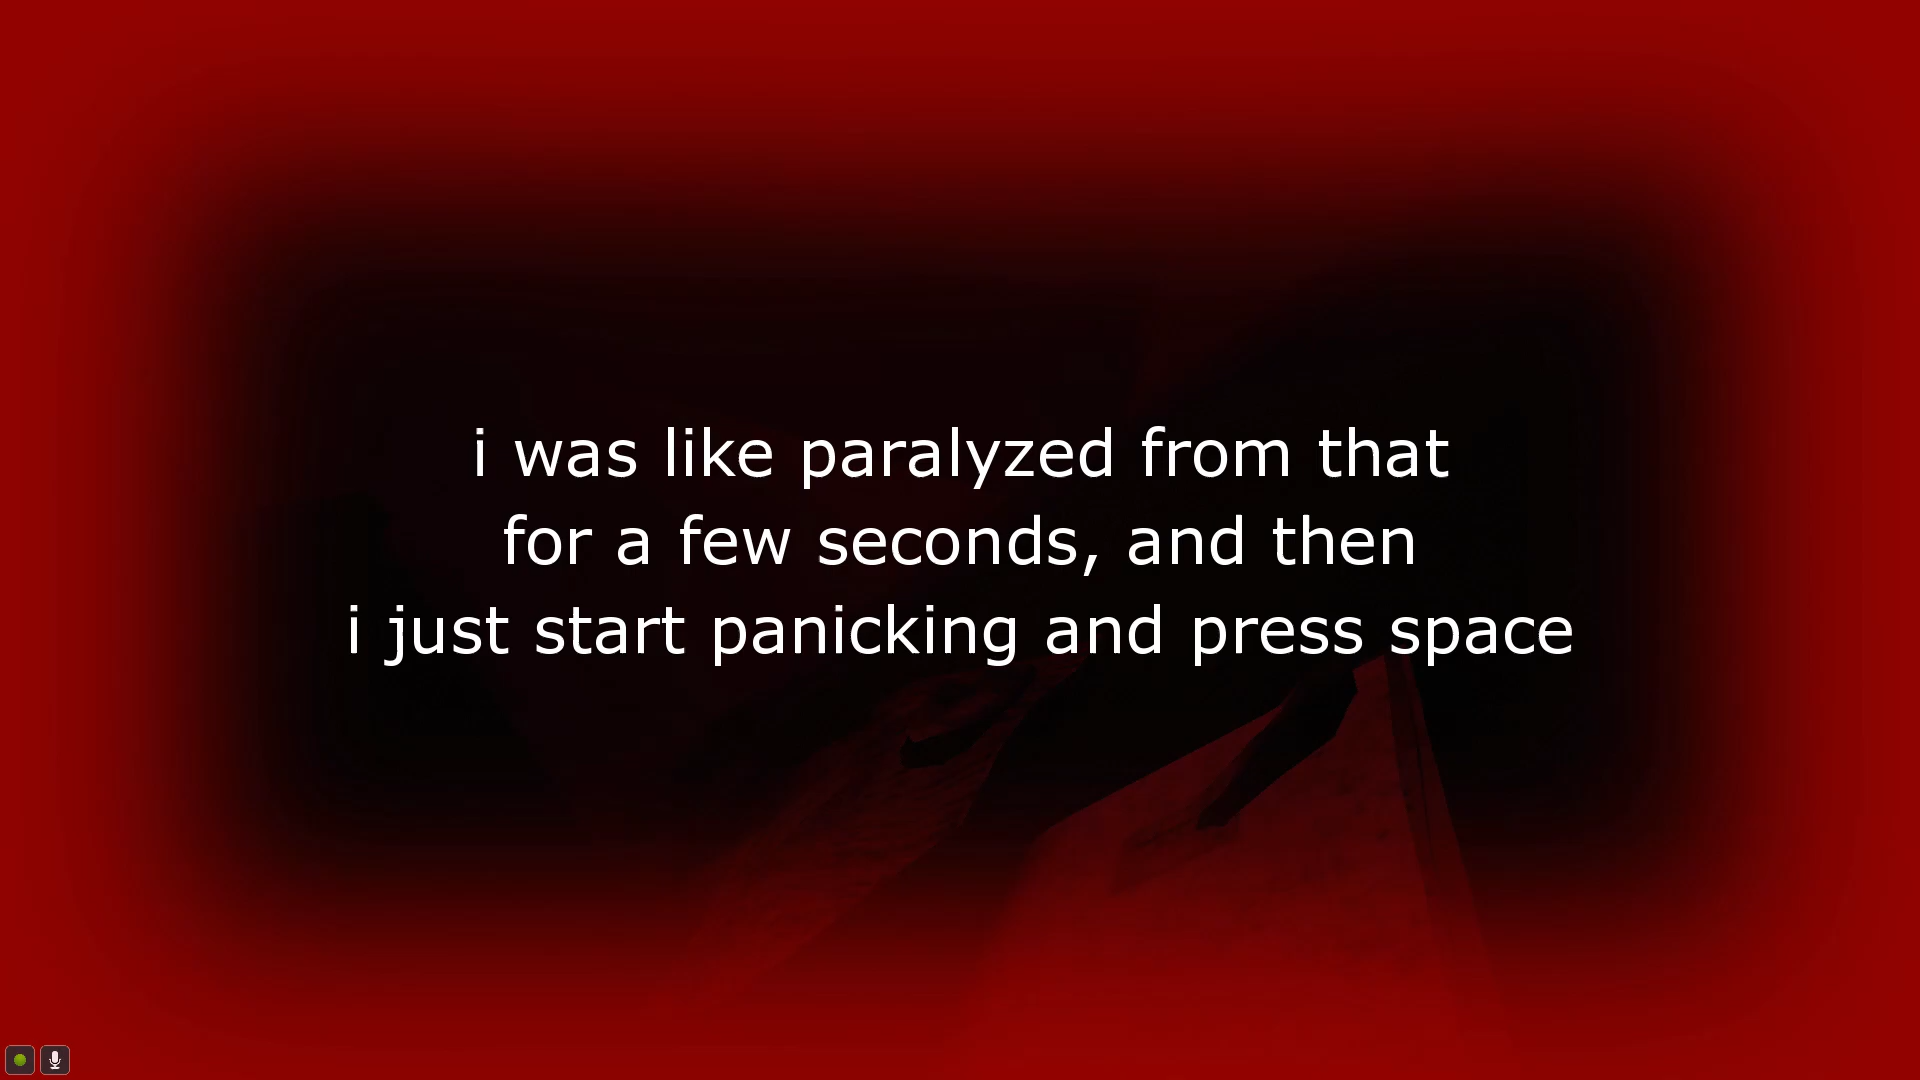 i was like paralyzed from that
for a few seconds, and then
i just start panicking and press space